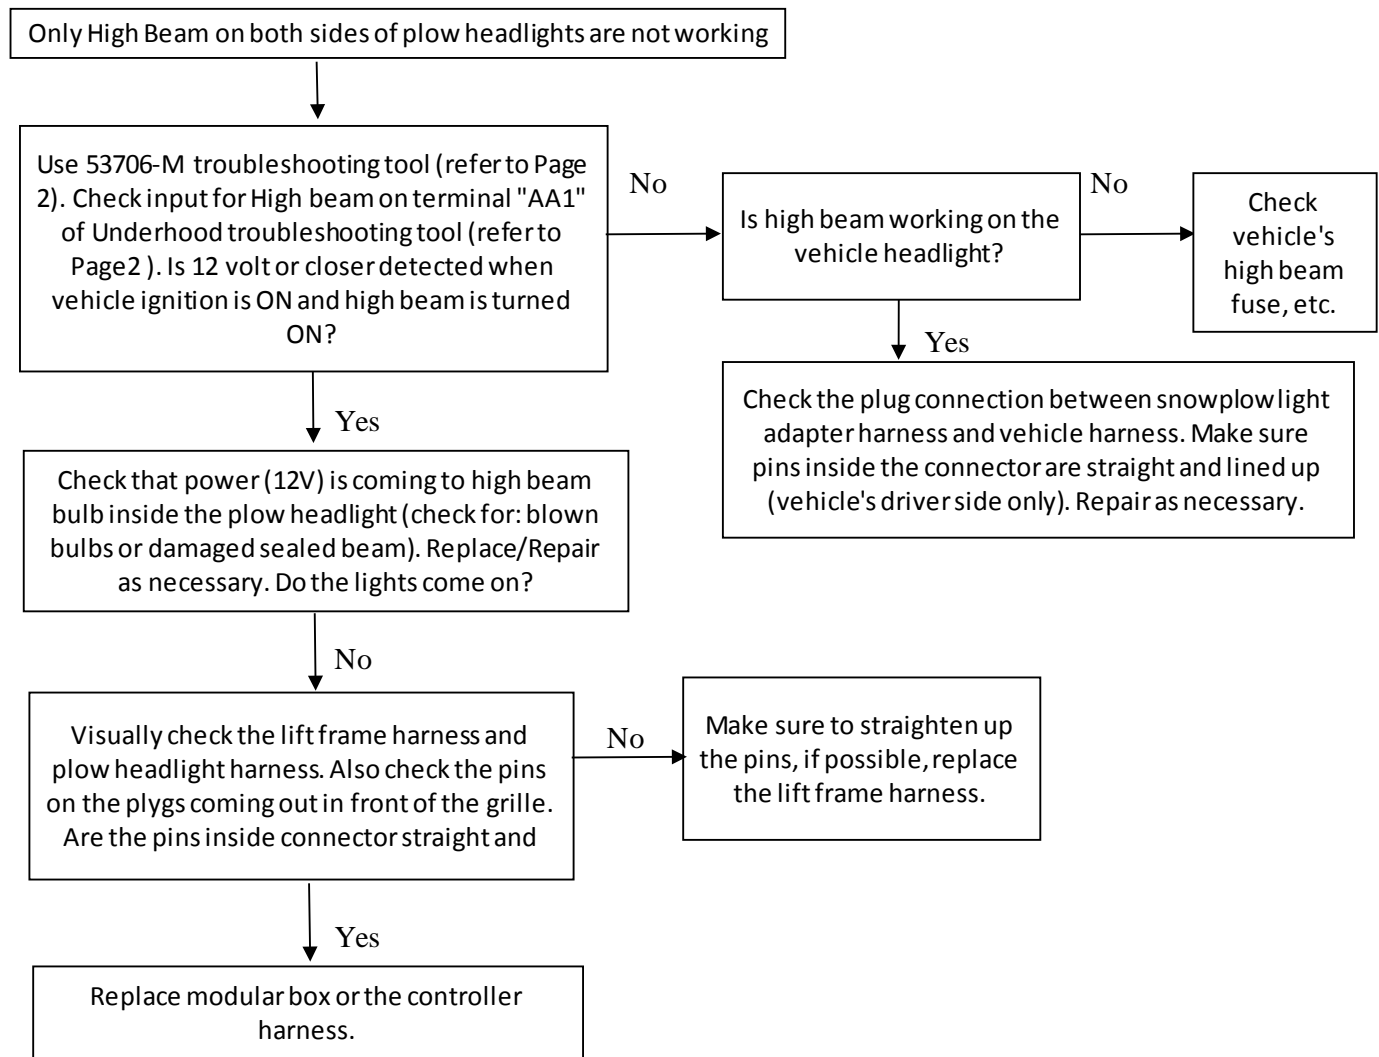 Only High Beam on both sides of plow headlights are not working
Use 53706-M troubleshooting tool (refer to Page
2). Check input for High beam on terminal "AA1"
of Underhood troubleshooting tool (refer to
Page2 ). Is 12 volt or closer detected when
vehicle ignition is ON and high beam is turned
ON?
No
Is high beam working on the
vehicle headlight?
No
Check
vehicle's
high beam
fuse, etc.
Yes
Check the plug connection between snowplow light
adapter harness and vehicle harness. Make sure
pins inside the connector are straight and lined up
(vehicle's driver side only). Repair as necessary.
Yes
Check that power (12V) is coming to high beam
bulb inside the plow headlight (check for: blown
bulbs or damaged sealed beam). Replace/Repair
as necessary. Do the lights come on?
No
Visually check the lift frame harness and
plow headlight harness. Also check the pins
on the plygs coming out in front of the grille.
Are the pins inside connector straight and
No
Make sure to straighten up
the pins, if possible, replace
the lift frame harness.
Yes
Replace modular box or the controller
harness.